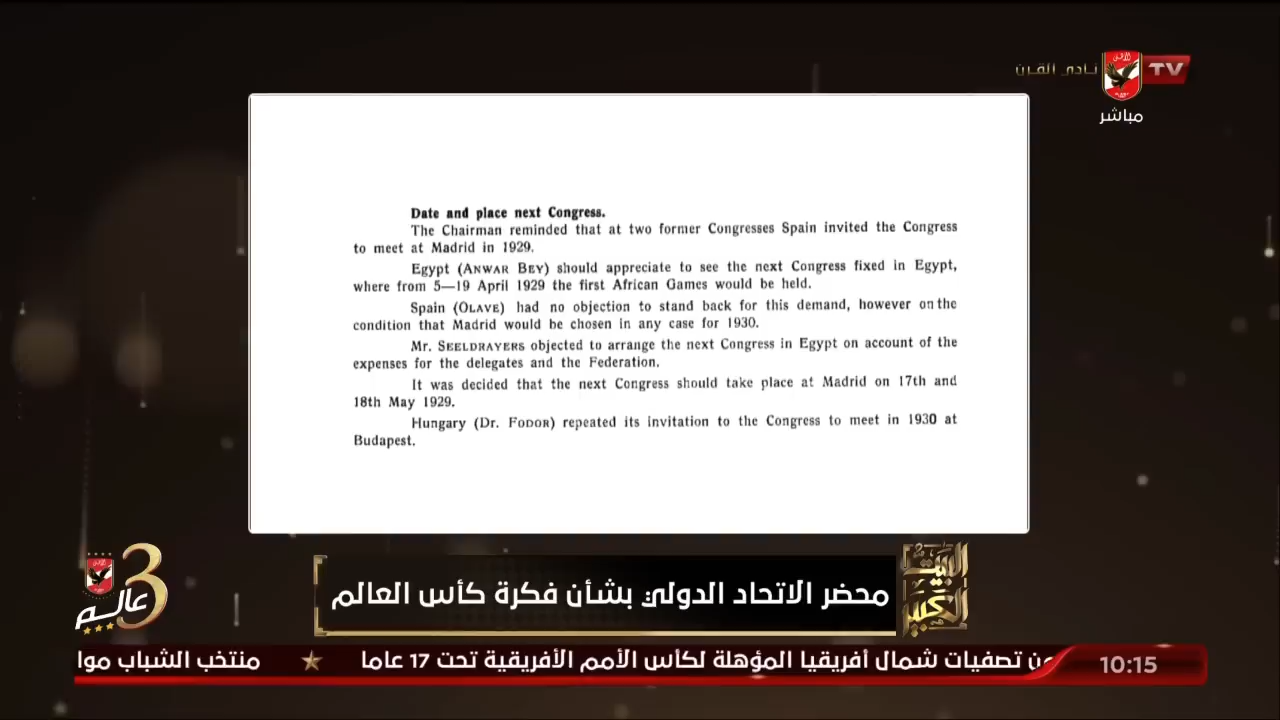 نادي القرن
TV
مباشر
Date and place next Congress.
The Chairman reminded that at two former Congresses Spain invited the Congress
to meet at Madrid in 1929.
Egypt (ANWAR BEY) should appreciate to see the next Congress fixed in Egypt,
where from 5—19 April 1929 the first African Games would be held.
Spain (OLAVE) had no objection to stand back for this demand, however on the
condition that Madrid would be chosen in any case for 1930.
Mr. SEELDRAYERS objected to arrange the next Congress in Egypt on account of the
expenses for the delegates and the Federation.
It was decided that the next Congress should take place at Madrid on 17th and
18th May 1929.
Hungary (Dr. FODOR) repeated its invitation to the Congress to meet in 1930 at
Budapest.
3 عالم
محضر الاتحاد الدولي بشأن فكرة كأس العالم
البيت الكبير
تصفيات شمال أفريقيا المؤهلة لكأس الأمم الأفريقية تحت 17 عاما ★ منتخب الشباب
10:15